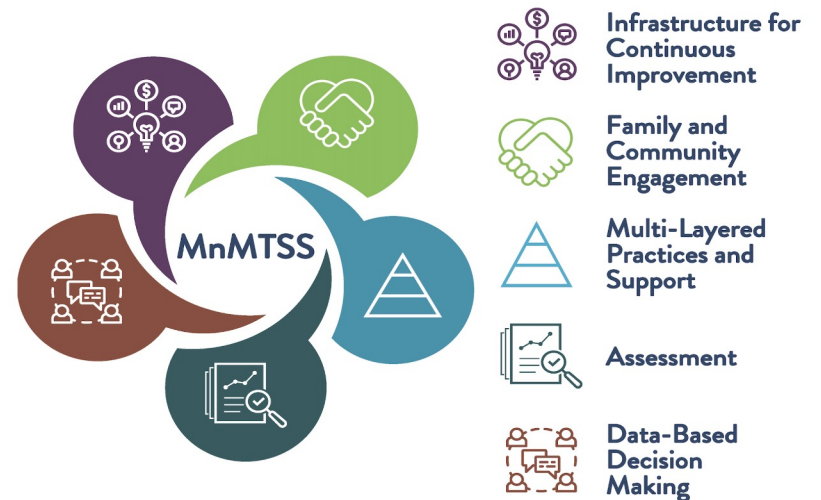 MnMTSS
Infrastructure for
Continuous
Improvement
Family and
Community
Engagement
Multi-Layered
Practices and
Support
Assessment
Data-Based
Decision
Making